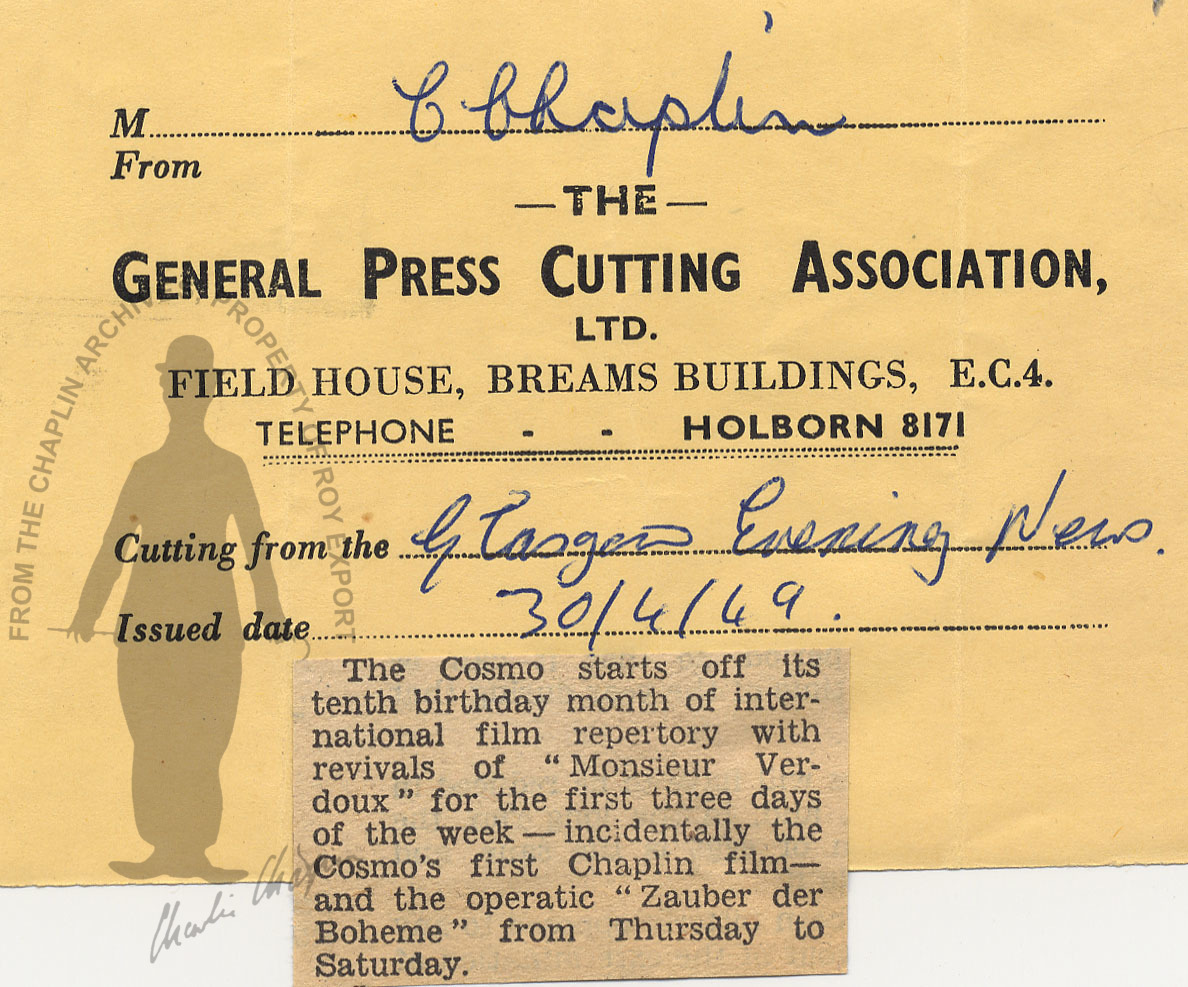 M C Chaplin
From
—THE—
GENERAL PRESS CUTTING ASSOCIATION,
LTD.
FIELD HOUSE, BREAMS BUILDINGS, E.C.4.
TELEPHONE - - HOLBORN 8171
Cutting from the Glasgow Evening News.
Issued date 30/4/49.
The Cosmo starts off its
tenth birthday month of inter-
national film repertory with
revivals of "Monsieur Ver-
doux" for the first three days
of the week — incidentally the
Cosmo's first Chaplin film—
and the operatic "Zauber der
Boheme" from Thursday to
Saturday.
FROM THE CHAPLIN ARCHIVES PROPERTY OF ROY EXPORT
Charlie Chaplin